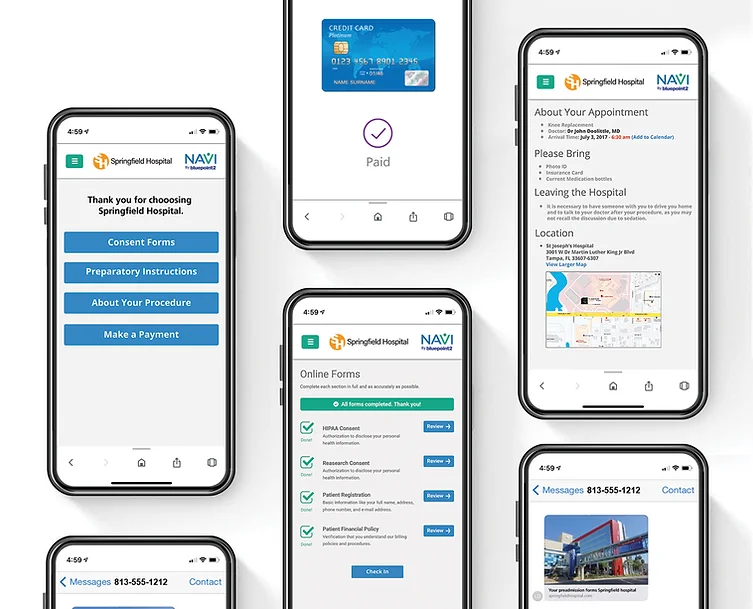 4:59
Springfield Hospital
NAVI
By bluepoint2
Thank you for chooosing
Springfield Hospital.
Consent Forms
Preparatory Instructions
About Your Procedure
Make a Payment
4:59
Messages 813-555-1212 Contact
CREDIT CARD
Platinum
0123 4567 8901 2345
NAME SURNAME
Paid
4:59
Springfield Hospital
NAVI
By bluepoint2
Online Forms
Complete each section in full and as accurately as possible.
All forms completed. Thank you!
HIPAA Consent
Authorization to disclose your personal
health information.
Done!
Review
Reasearch Consent
Authorization to disclose your personal
health information.
Done!
Review
Patient Registration
Basic information like your full name, address,
phone number, and e-mail address.
Done!
Review
Patient Financial Policy
Verification that you understand our billing
policies and procedures.
Done!
Review
Check In
4:59
Springfield Hospital
NAVI
By bluepoint2
About Your Appointment
Knee Replacement
Doctor: Dr John Doolittle, MD
Arrival Time: July 3, 2017 - 6:30 am (Add to Calendar)
Please Bring
Photo ID
Insurance Card
Current Medication bottles
Leaving the Hospital
It is necessary to have someone with you to drive you home
and to talk to your doctor after your procedure, as you may
not recall the discussion due to sedation.
Location
St Joseph's Hospital
3001 W Dr Martin Luther King Jr Blvd
Tampa, FL 33607-6307
View Larger Map
4:59
Messages 813-555-1212 Contact
Your preadmission forms Springfield hospital
springfieldhospital.com